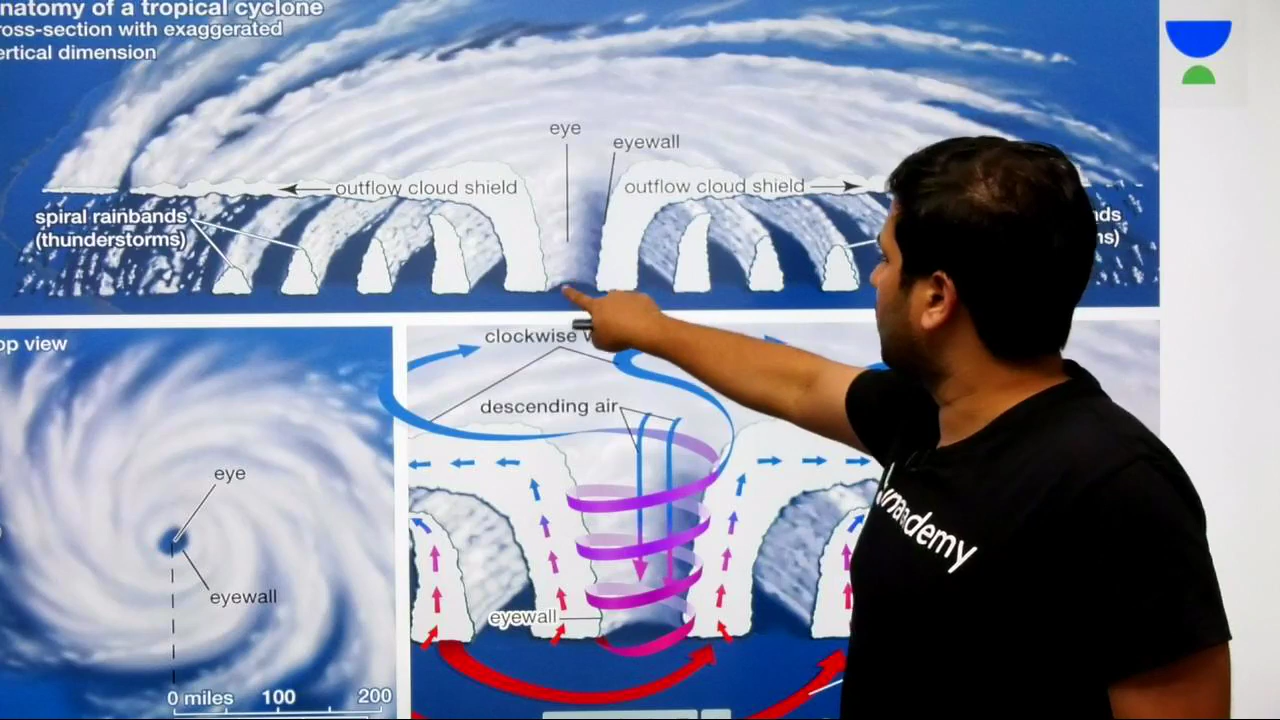 natomy of a tropical cyclone
ross-section with exaggerated
ertical dimension
eye
eyewall
outflow cloud shield
outflow cloud shield
spiral rainbands
(thunderstorms)
nds
ns)
op view
eye
eyewall
0 miles 100 200
clockwise w
descending air
eyewall